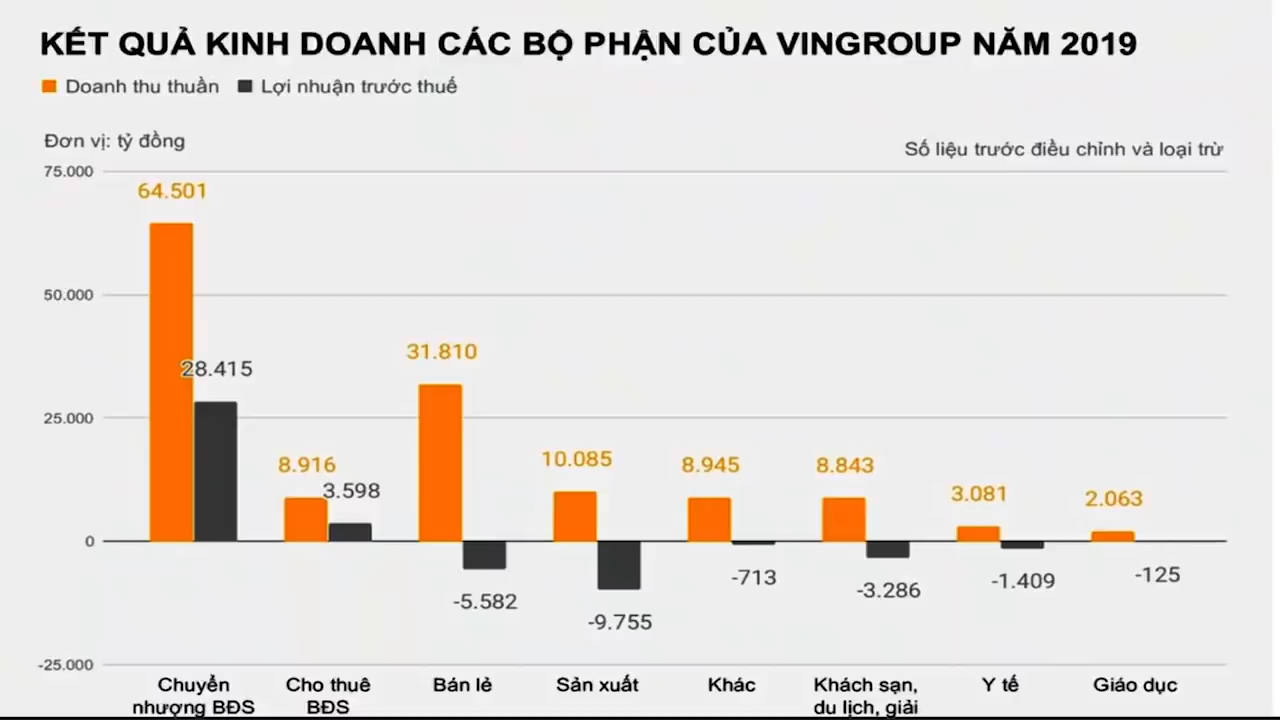 KẾT QUẢ KINH DOANH CÁC BỘ PHẬN CỦA VINGROUP NĂM 2019
Doanh thu thuần Lợi nhuận trước thuế
Đơn vị: tỷ đồng
Số liệu trước điều chỉnh và loại trừ
75.000
64.501
50.000
31.810
28.415
25.000
8.916
3.598
10.085
8.945
8.843
3.081
2.063
0
-5.582
-9.755
-713
-3.286
-1.409
-125
-25.000
Chuyển
nhượng BĐS
Cho thuê
BĐS
Bán lẻ
Sản xuất
Khác
Khách sạn,
du lịch, giải
Y tế
Giáo dục